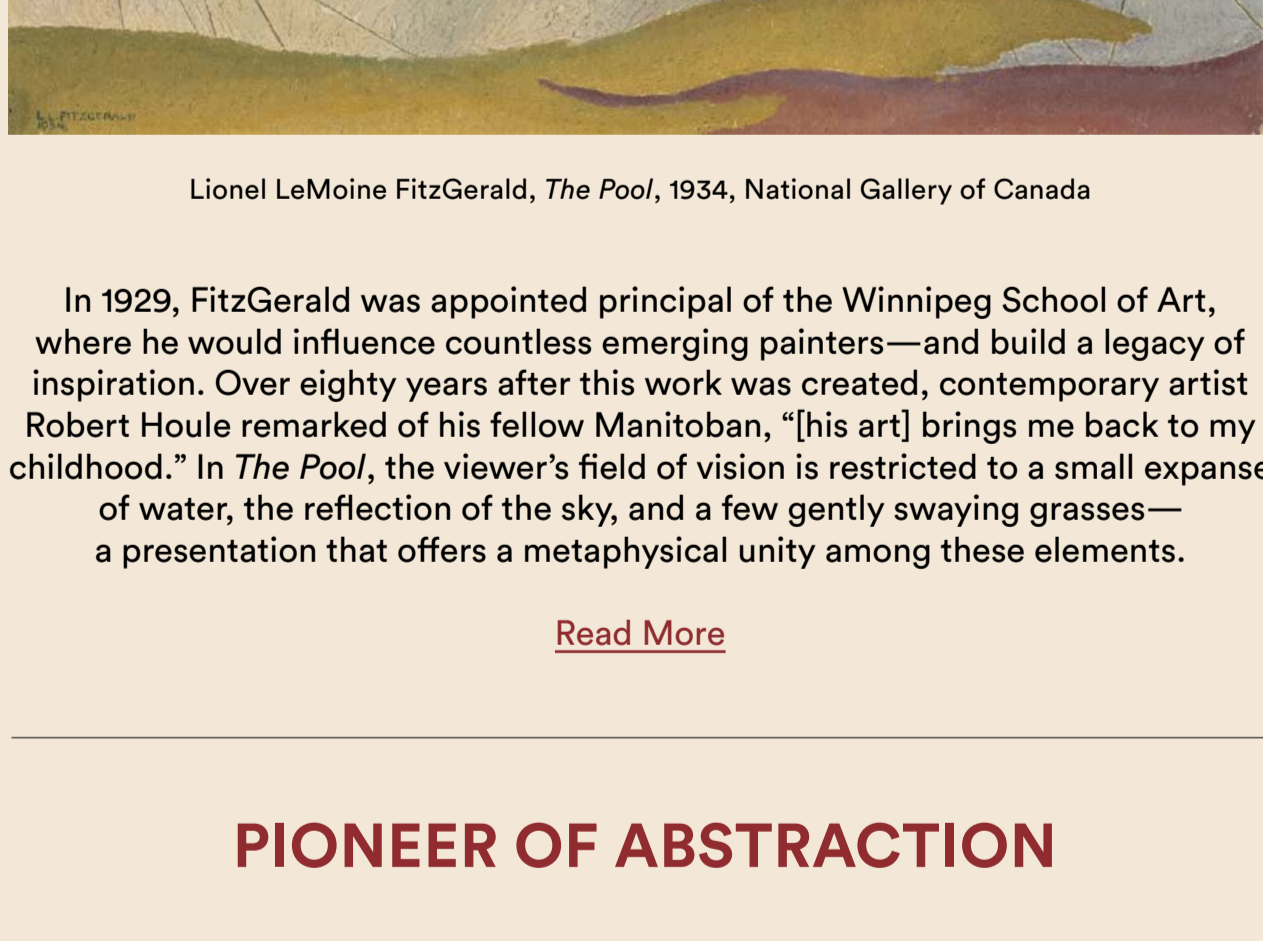 L.L. FITZGERALD
1934
Lionel LeMoine FitzGerald, The Pool, 1934, National Gallery of Canada
In 1929, FitzGerald was appointed principal of the Winnipeg School of Art,
where he would influence countless emerging painters—and build a legacy of
inspiration. Over eighty years after this work was created, contemporary artist
Robert Houle remarked of his fellow Manitoban, “[his art] brings me back to my
childhood.” In The Pool, the viewer’s field of vision is restricted to a small expanse
of water, the reflection of the sky, and a few gently swaying grasses—
a presentation that offers a metaphysical unity among these elements.
Read More
PIONEER OF ABSTRACTION